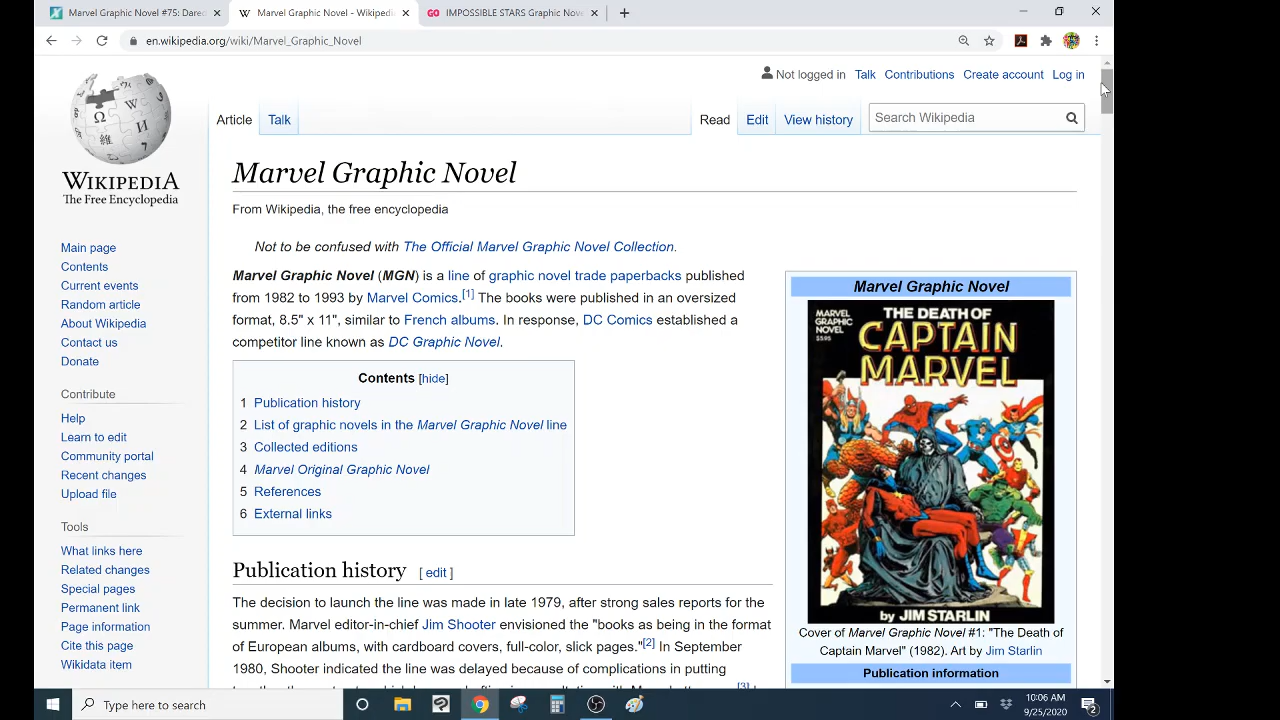 Marvel Graphic Novel #75: Dared
Marvel Graphic Novel - Wikipedi
GO IMPOSSIBLE STARS Graphic Nove
en.wikipedia.org/wiki/Marvel_Graphic_Novel
Not logged in Talk Contributions Create account Log in
Article Talk Read Edit View history Search Wikipedia
WIKIPEDIA
The Free Encyclopedia
Main page
Contents
Current events
Random article
About Wikipedia
Contact us
Donate
Contribute
Help
Learn to edit
Community portal
Recent changes
Upload file
Tools
What links here
Related changes
Special pages
Permanent link
Page information
Cite this page
Wikidata item
Marvel Graphic Novel
From Wikipedia, the free encyclopedia
Not to be confused with The Official Marvel Graphic Novel Collection.
Marvel Graphic Novel (MGN) is a line of graphic novel trade paperbacks published
from 1982 to 1993 by Marvel Comics.[1] The books were published in an oversized
format, 8.5" x 11", similar to French albums. In response, DC Comics established a
competitor line known as DC Graphic Novel.
Contents [hide]
1 Publication history
2 List of graphic novels in the Marvel Graphic Novel line
3 Collected editions
4 Marvel Original Graphic Novel
5 References
6 External links
Publication history [ edit ]
The decision to launch the line was made in late 1979, after strong sales reports for the
summer. Marvel editor-in-chief Jim Shooter envisioned the "books as being in the format
of European albums, with cardboard covers, full-color, slick pages."[2] In September
1980, Shooter indicated the line was delayed because of complications in putting
[3]
Marvel Graphic Novel
MARVEL
GRAPHIC
NOVEL
$5.95
THE DEATH OF
CAPTAIN
MARVEL
by JIM STARLIN
Cover of Marvel Graphic Novel #1: "The Death of
Captain Marvel" (1982). Art by Jim Starlin
Publication information
Type here to search
10:06 AM
9/25/2020
2